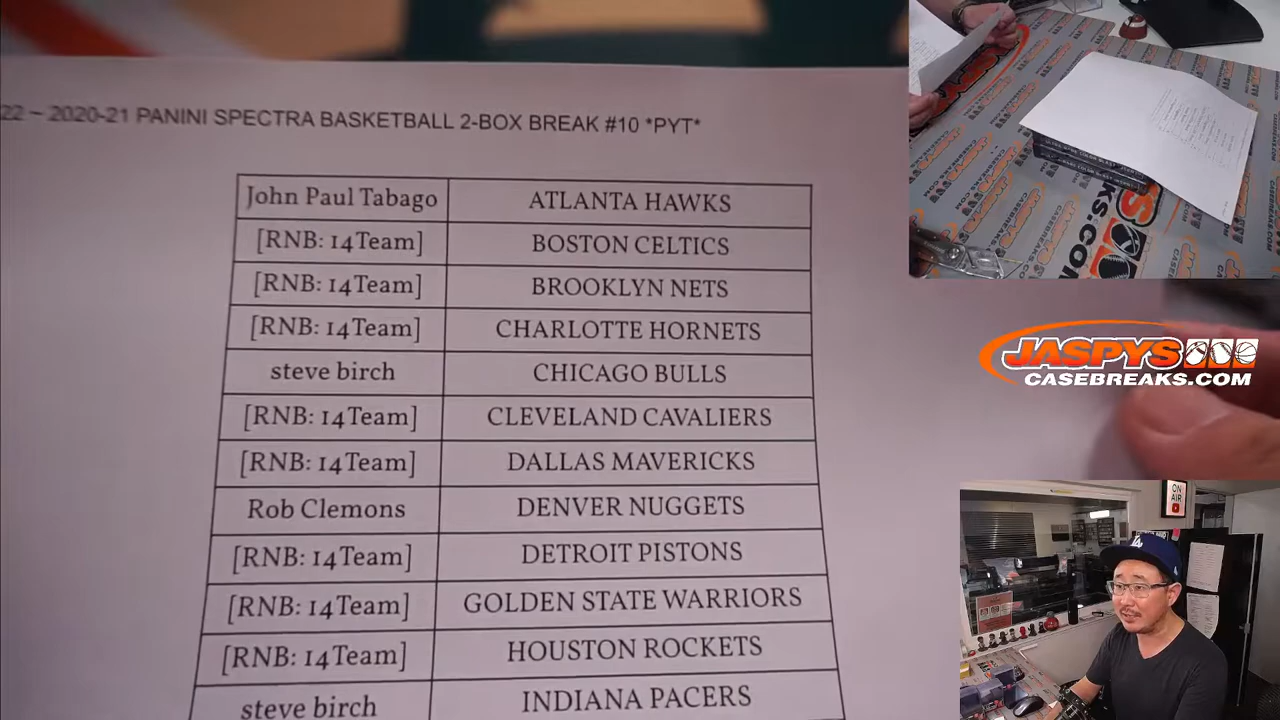 22 ~ 2020-21 PANINI SPECTRA BASKETBALL 2-BOX BREAK #10 *PYT*
John Paul Tabago ATLANTA HAWKS
[RNB: 14Team] BOSTON CELTICS
[RNB: 14Team] BROOKLYN NETS
[RNB: 14Team] CHARLOTTE HORNETS
steve birch CHICAGO BULLS
[RNB: 14Team] CLEVELAND CAVALIERS
[RNB: 14Team] DALLAS MAVERICKS
Rob Clemons DENVER NUGGETS
[RNB: 14Team] DETROIT PISTONS
[RNB: 14Team] GOLDEN STATE WARRIORS
[RNB: 14Team] HOUSTON ROCKETS
steve birch INDIANA PACERS
JASPYS
CASEBREAKS.COM
ON
AIR
LA